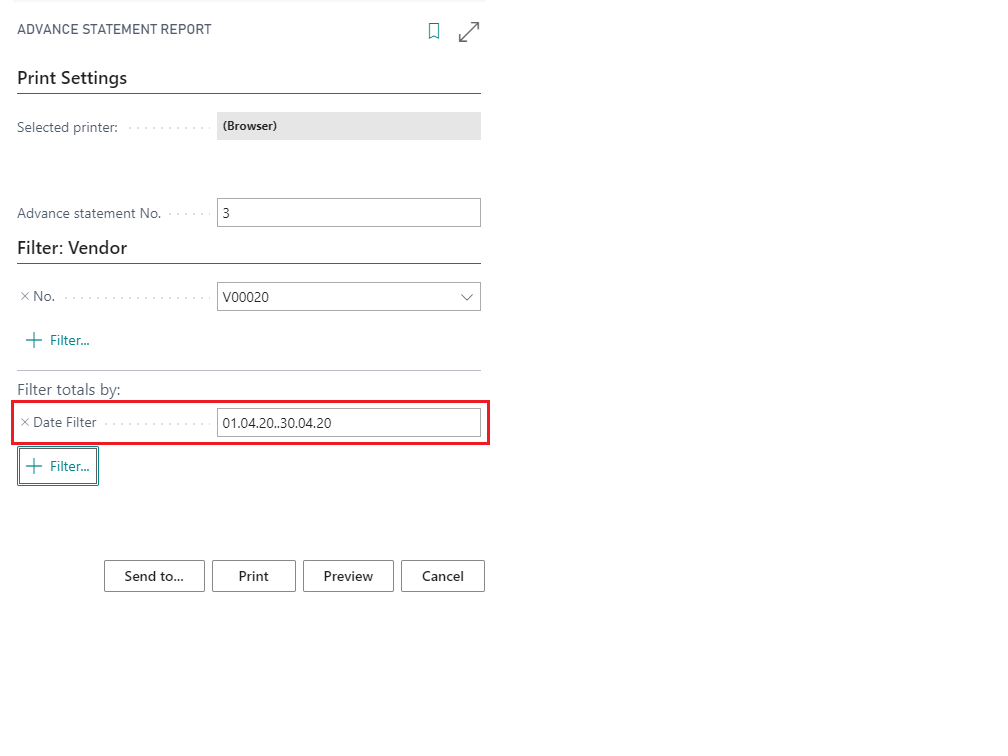 ADVANCE STATEMENT REPORT
Print Settings
Selected printer: (Browser)
Advance statement No. 3
Filter: Vendor
No. V00020
Filter...
Filter totals by:
Date Filter 01.04.20..30.04.20
Filter...
Send to... Print Preview Cancel